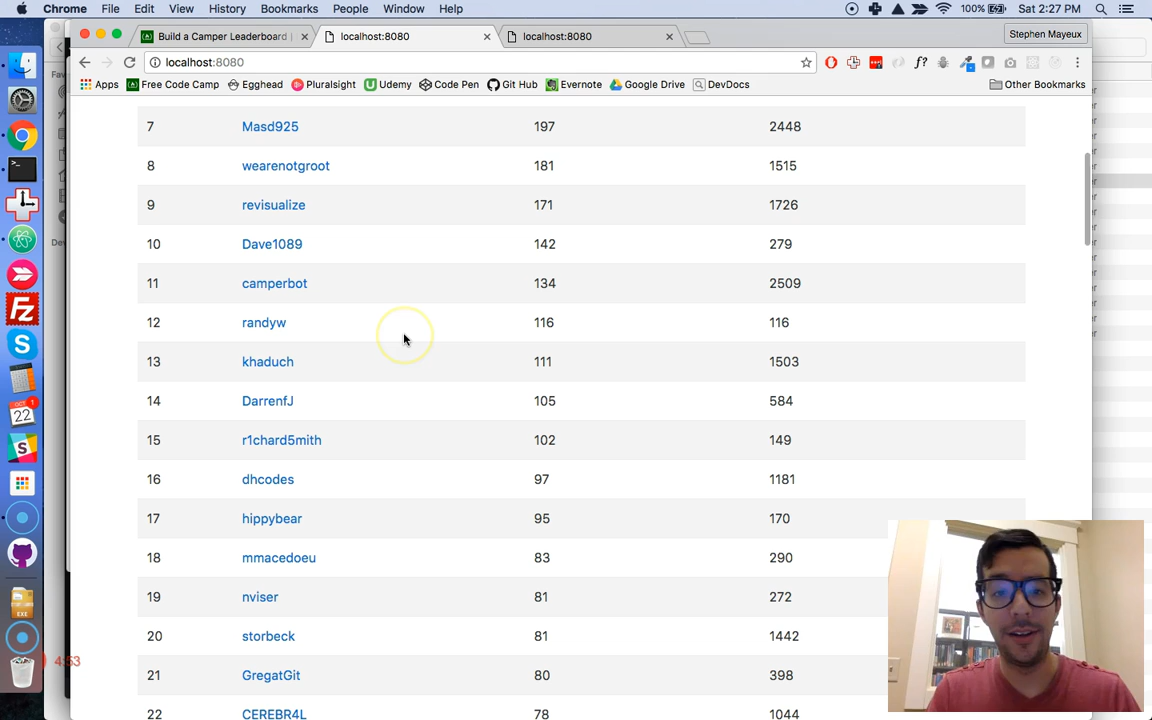 Chrome File Edit View History Bookmarks People Window Help 100% Sat 2:27 PM
Build a Camper Leaderboard localhost:8080 localhost:8080 Stephen Mayeux
localhost:8080
Apps Free Code Camp Egghead Pluralsight Udemy Code Pen Git Hub Evernote Google Drive DevDocs Other Bookmarks
7 Masd925 197 2448
8 wearenotgroot 181 1515
9 revisualize 171 1726
10 Dave1089 142 279
11 camperbot 134 2509
12 randyw 116 116
13 khaduch 111 1503
14 DarrenfJ 105 584
15 r1chard5mith 102 149
16 dhcodes 97 1181
17 hippybear 95 170
18 mmacedoeu 83 290
19 nviser 81 272
20 storbeck 81 1442
21 GregatGit 80 398
22 CEREBR4L 78 1044
OCT
22
EXE
4:53